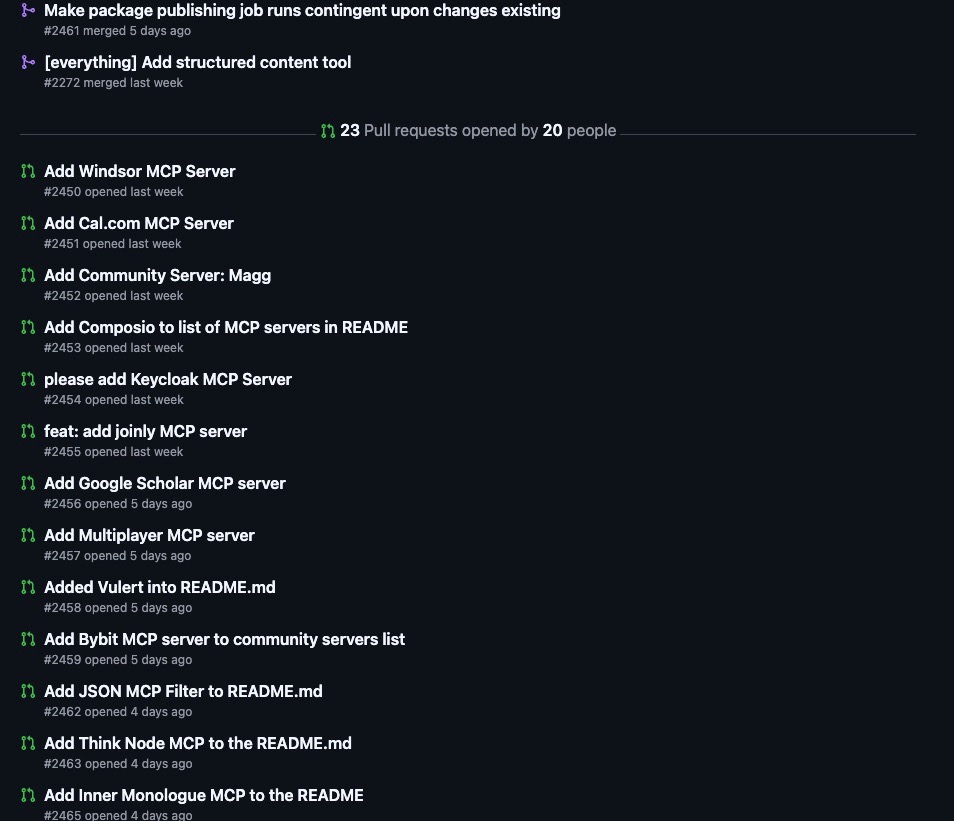 Make package publishing job runs contingent upon changes existing
#2461 merged 5 days ago
[everything] Add structured content tool
#2272 merged last week
23 Pull requests opened by 20 people
Add Windsor MCP Server
#2450 opened last week
Add Cal.com MCP Server
#2451 opened last week
Add Community Server: Magg
#2452 opened last week
Add Composio to list of MCP servers in README
#2453 opened last week
please add Keycloak MCP Server
#2454 opened last week
feat: add joinly MCP server
#2455 opened last week
Add Google Scholar MCP server
#2456 opened 5 days ago
Add Multiplayer MCP server
#2457 opened 5 days ago
Added Vulert into README.md
#2458 opened 5 days ago
Add Bybit MCP server to community servers list
#2459 opened 5 days ago
Add JSON MCP Filter to README.md
#2462 opened 4 days ago
Add Think Node MCP to the README.md
#2463 opened 4 days ago
Add Inner Monologue MCP to the README
#2465 opened 4 days ago